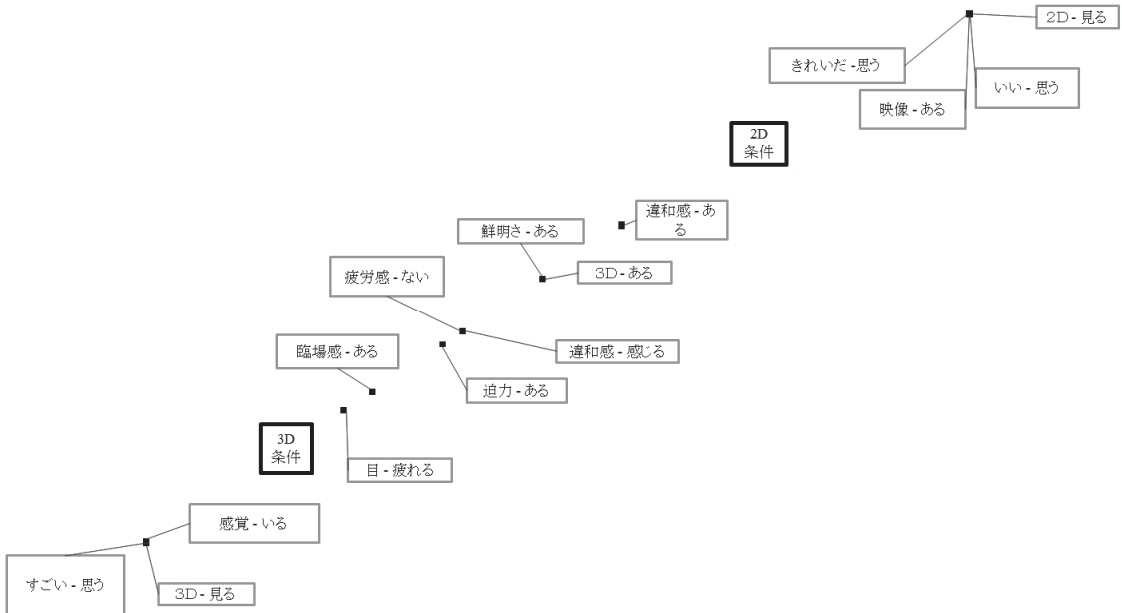 2D - 見る
きれいだ -思う
いい - 思う
映像 - ある
2D
条件
違和感 - あ
る
鮮明さ - ある
3D - ある
疲労感 - ない
臨場感 - ある
違和感 - 感じる
迫力 - ある
3D
条件
目 - 疲れる
感覚 - いる
すごい - 思う
3D - 見る